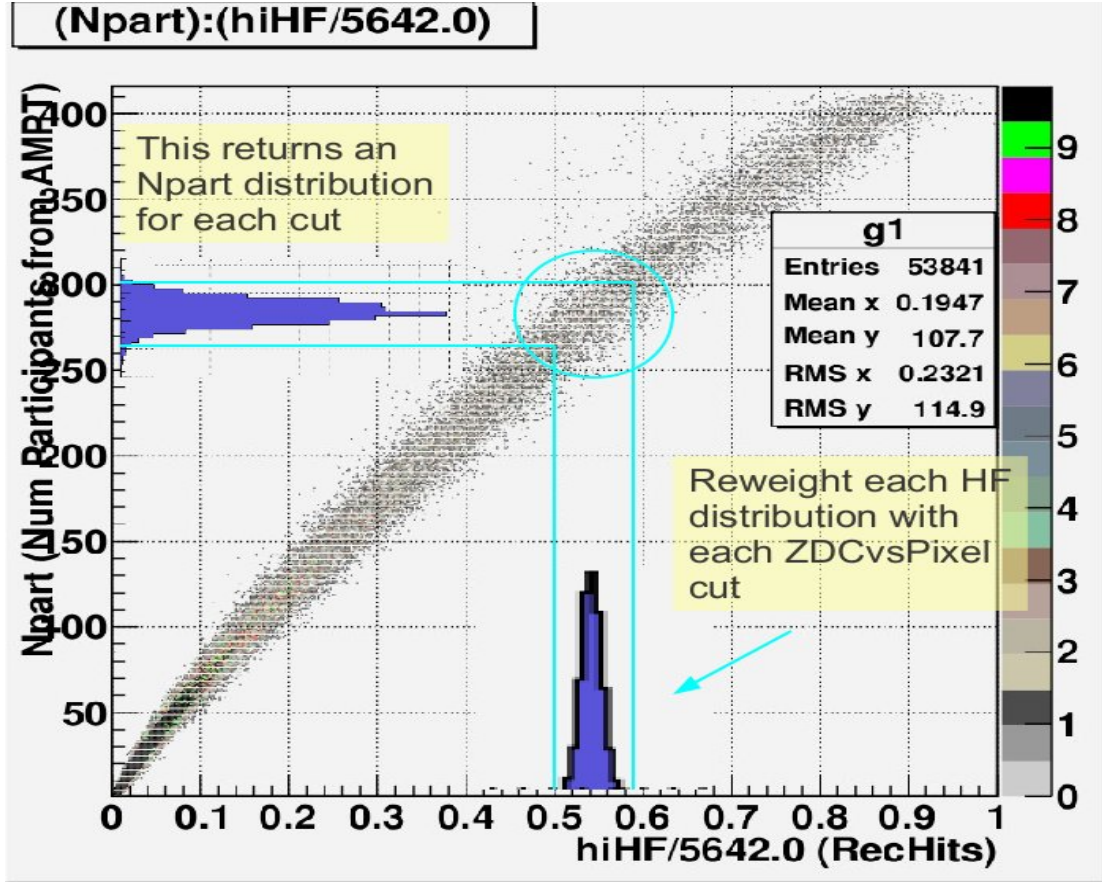 (Npart):(hiHF/5642.0)
Npart (Num Participants from AMPT)
400
350
300
250
200
150
100
50
This returns an
Npart distribution
for each cut
g1
Entries 53841
Mean x 0.1947
Mean y 107.7
RMS x 0.2321
RMS y 114.9
Reweight each HF
distribution with
each ZDCvsPixel
cut
9
8
7
6
5
4
3
2
1
0
0 0.1 0.2 0.3 0.4 0.5 0.6 0.7 0.8 0.9 1
hiHF/5642.0 (RecHits)